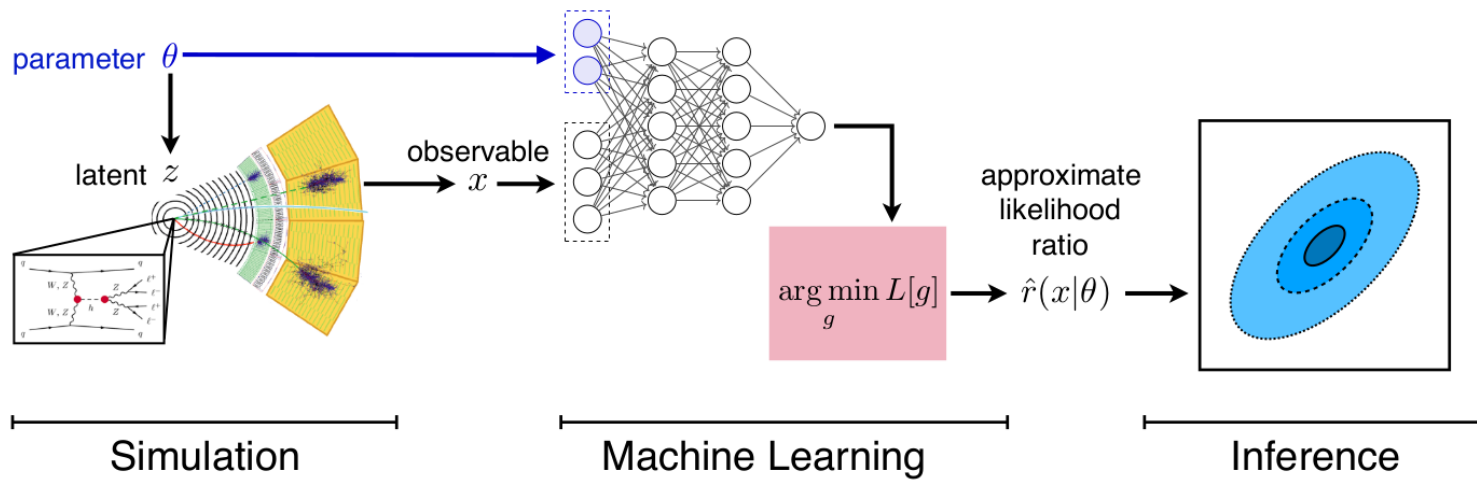 parameter θ
latent z
observable
x
q
q
W, Z
Z
ℓ+
ℓ−
h
W, Z
Z
ℓ+
ℓ−
q
q
arg min L[g]
g
approximate
likelihood
ratio
r̂(x|θ)
Simulation
Machine Learning
Inference